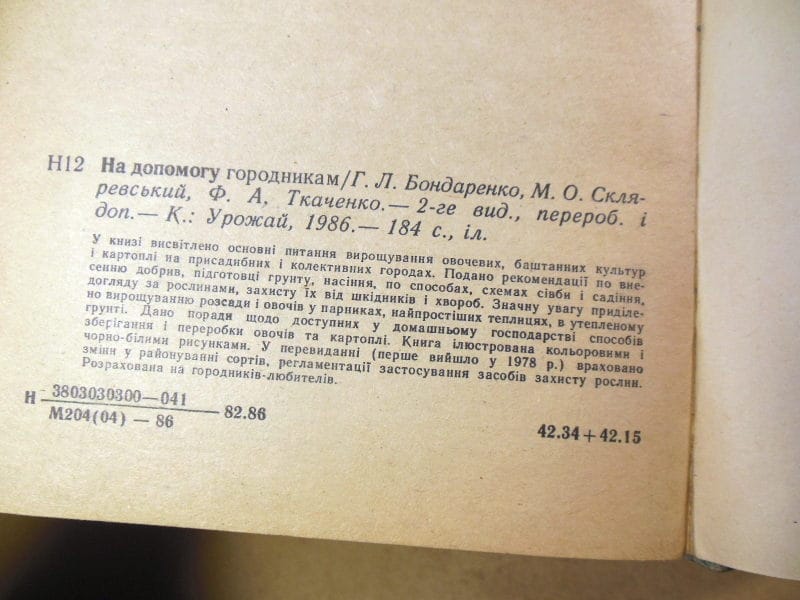 Н12 На допомогу городникам/Г. Л. Бондаренко, М. О. Скля-
ревський, Ф. А. Ткаченко.— 2-ге вид., перероб. і
доп.— К.: Урожай, 1986.— 184 с., іл.
У книзі висвітлено основні питання вирощування овочевих, баштанних культур
і картоплі на присадибних і колективних городах. Подано рекомендації по вне-
сенню добрив, підготовці грунту, насіння, по способах, схемах сівби і садіння,
догляду за рослинами, захисту їх від шкідників і хвороб. Значну увагу приділе-
но вирощуванню розсади і овочів у парниках, найпростіших теплицях, в утепленому
грунті. Дано поради щодо доступних у домашньому господарстві способів
зберігання і переробки овочів та картоплі. Книга ілюстрована кольоровими і
чорно-білими рисунками. У перевиданні (перше вийшло у 1978 р.) враховано
зміни у районуванні сортів, регламентації застосування засобів захисту рослин.
Розрахована на городників-любителів.
Н 3803030300—041
М204(04) — 86 82.86
42.34 + 42.15